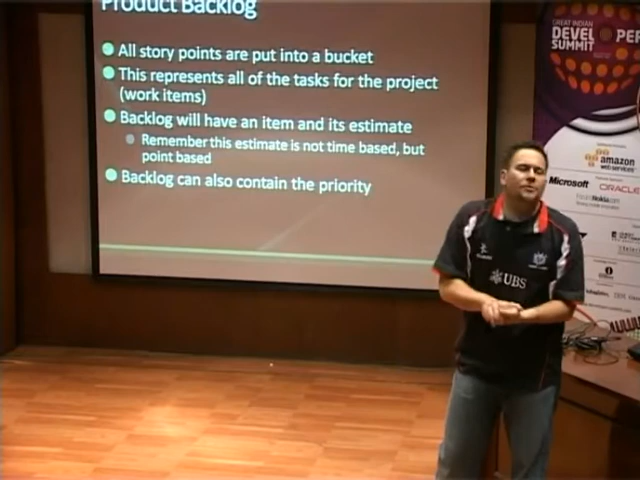 Product Backlog
All story points are put into a bucket
This represents all of the tasks for the project
(work items)
Backlog will have an item and its estimate
Remember this estimate is not time based, but
point based
Backlog can also contain the priority
GREAT INDIAN
DEVEL
SUMMIT
PER
amazon
webservices
Microsoft
ORACLE
UBS